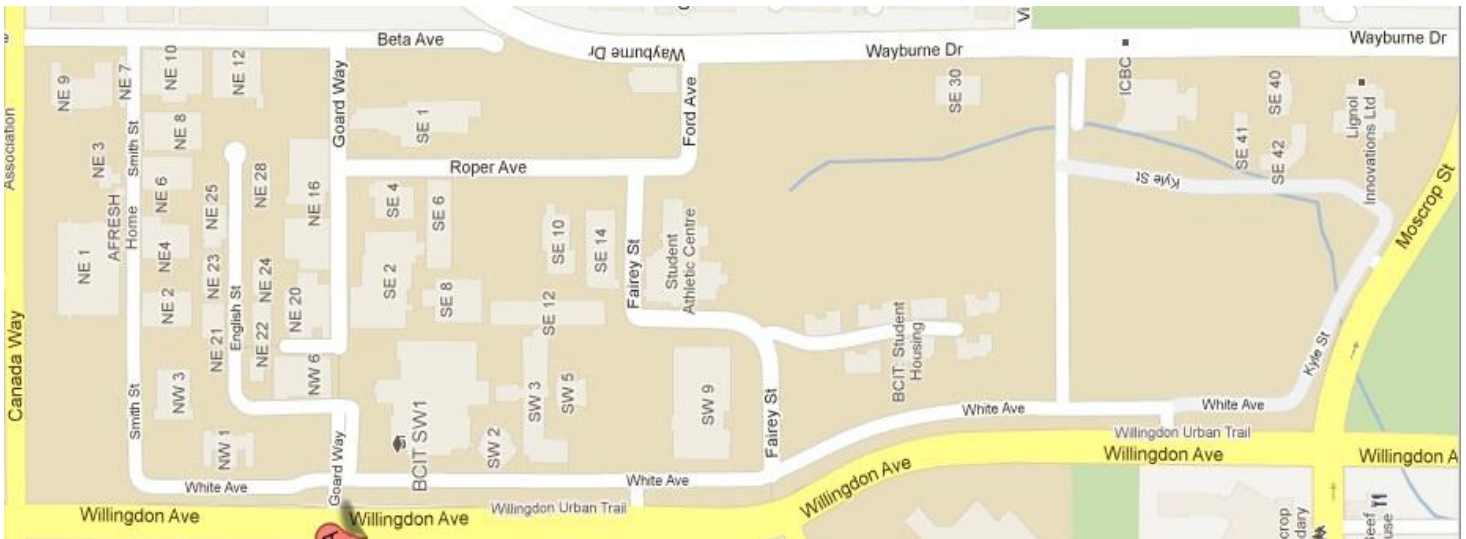 Beta Ave
Wayburne Dr
Wayburne Dr
Wayburne Dr
NE 9
NE 7
NE 10
NE 12
Goard Way
SE 1
Ford Ave
SE 30
ICBC
SE 40
SE 41
SE 42
Lignol
Innovations Ltd
Association
NE 3
Smith St
NE 8
NE 6
NE 25
NE 28
NE 16
Roper Ave
SE 4
SE 6
SE 10
SE 14
Student
Athletic Centre
Kyle St
Moscrop St
AFRESH
Home
NE 1
NE4
NE 2
NE 23
NE 24
NE 20
NE 21
NE 22
English St
SE 2
SE 8
SE 12
Fairey St
Canada Way
Smith St
NW 3
NW 1
NW 6
Goard Way
BCIT SW1
SW 2
SW 3
SW 5
SW 9
Fairey St
BCIT: Student
Housing
White Ave
White Ave
Kyle St
White Ave
White Ave
Willingdon Urban Trail
Willingdon Urban Trail
Willingdon Ave
Willingdon Ave
Willingdon Ave
Willingdon Ave
Willingdon A
A
crop
dary
Beef
use